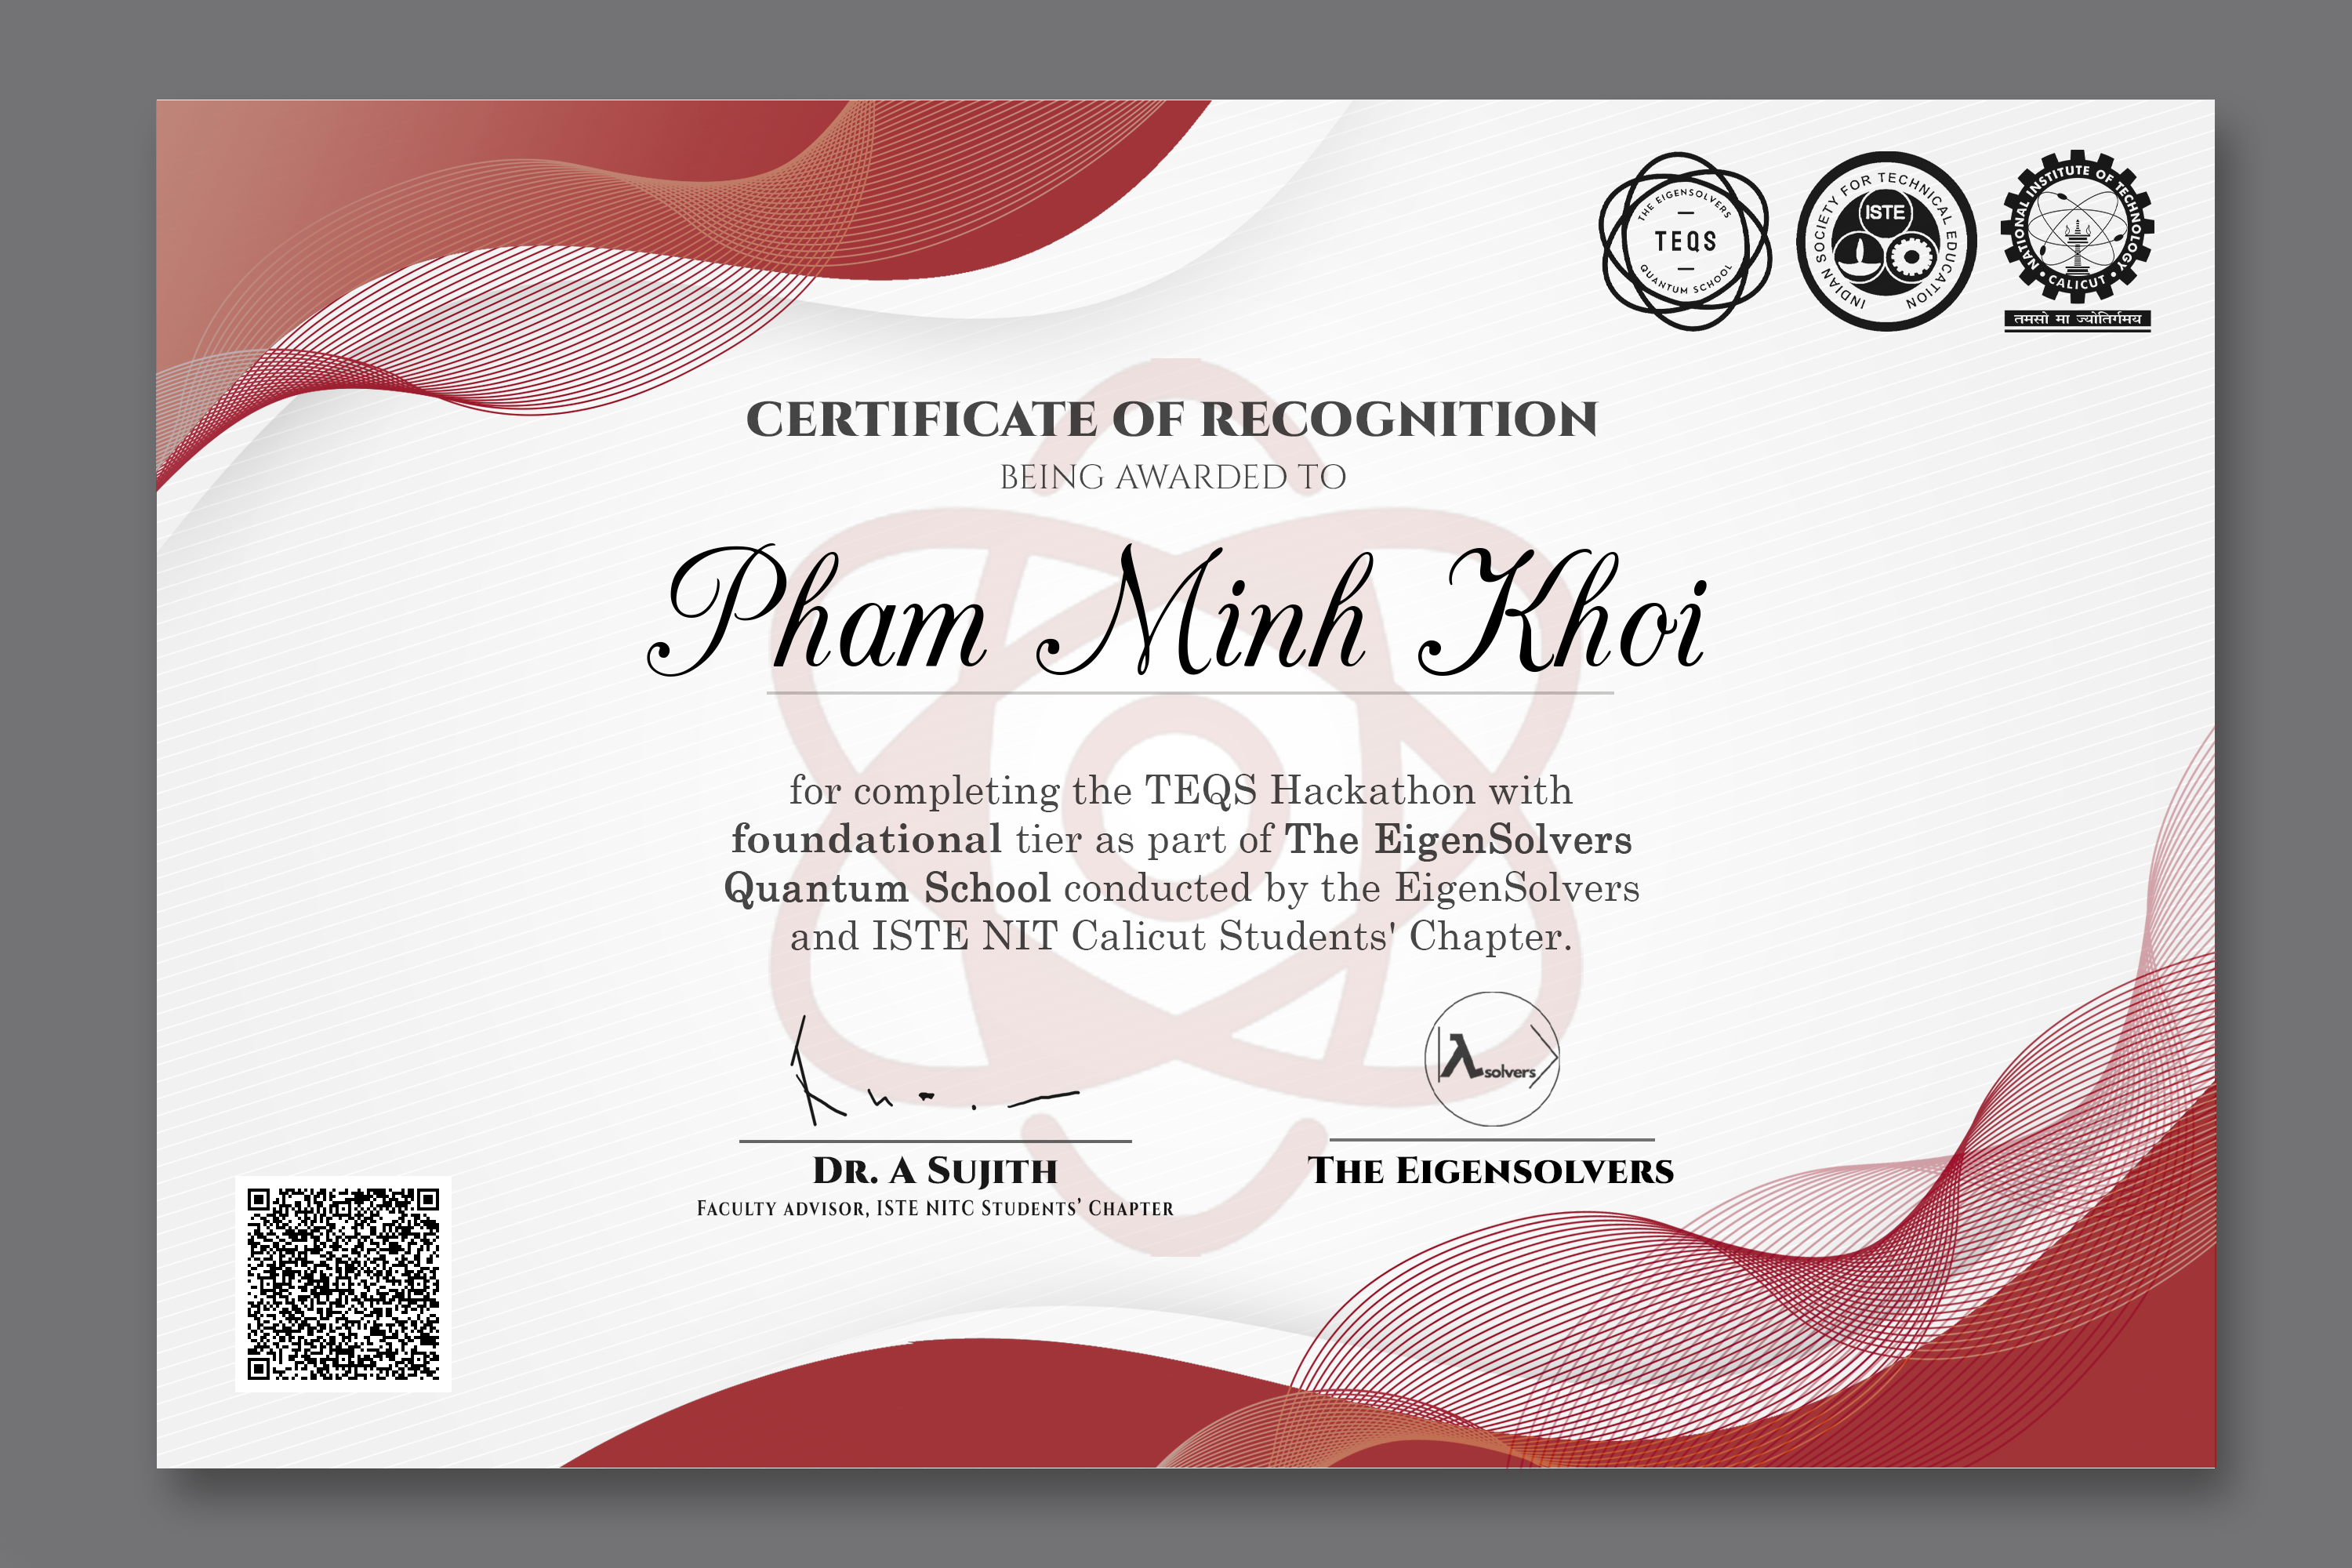 THE EIGENSOLVERS
TEQS
QUANTUM SCHOOL
INDIAN SOCIETY FOR TECHNICAL EDUCATION
ISTE
NATIONAL INSTITUTE OF TECHNOLOGY
• CALICUT •
तमसो मा ज्योतिर्गमय
CERTIFICATE OF RECOGNITION
BEING AWARDED TO
Pham Minh Khoi
for completing the TEQS Hackathon with
foundational tier as part of The EigenSolvers
Quantum School conducted by the EigenSolvers
and ISTE NIT Calicut Students' Chapter.
|λsolvers⟩
DR. A SUJITH
FACULTY ADVISOR, ISTE NITC STUDENTS’ CHAPTER
THE EIGENSOLVERS